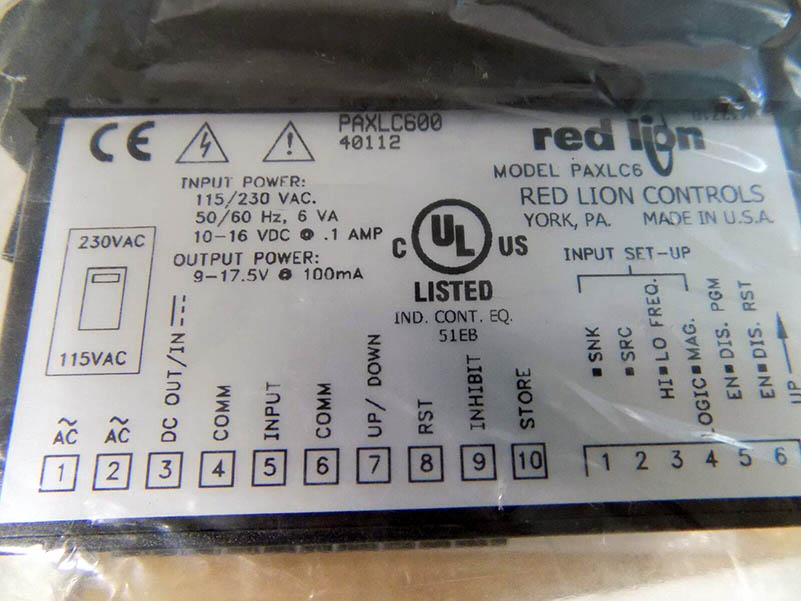 CE
PAXLC600
40112
red lion
MODEL PAXLC6
RED LION CONTROLS
YORK, PA. MADE IN U.S.A.
INPUT POWER:
115/230 VAC.
50/60 Hz, 6 VA
10-16 VDC @ .1 AMP
OUTPUT POWER:
9-17.5V @ 100mA
C UL US
LISTED
IND. CONT. EQ.
51EB
230VAC
115VAC
INPUT SET-UP
SNK
SRC
HI LO FREQ.
LOGIC MAG.
EN DIS. PGM
EN DIS. RST
UP
AC
AC
DC OUT/IN
COMM
INPUT
COMM
UP/ DOWN
RST
INHIBIT
STORE
1 2 3 4 5 6 7 8 9 10
1 2 3 4 5 6